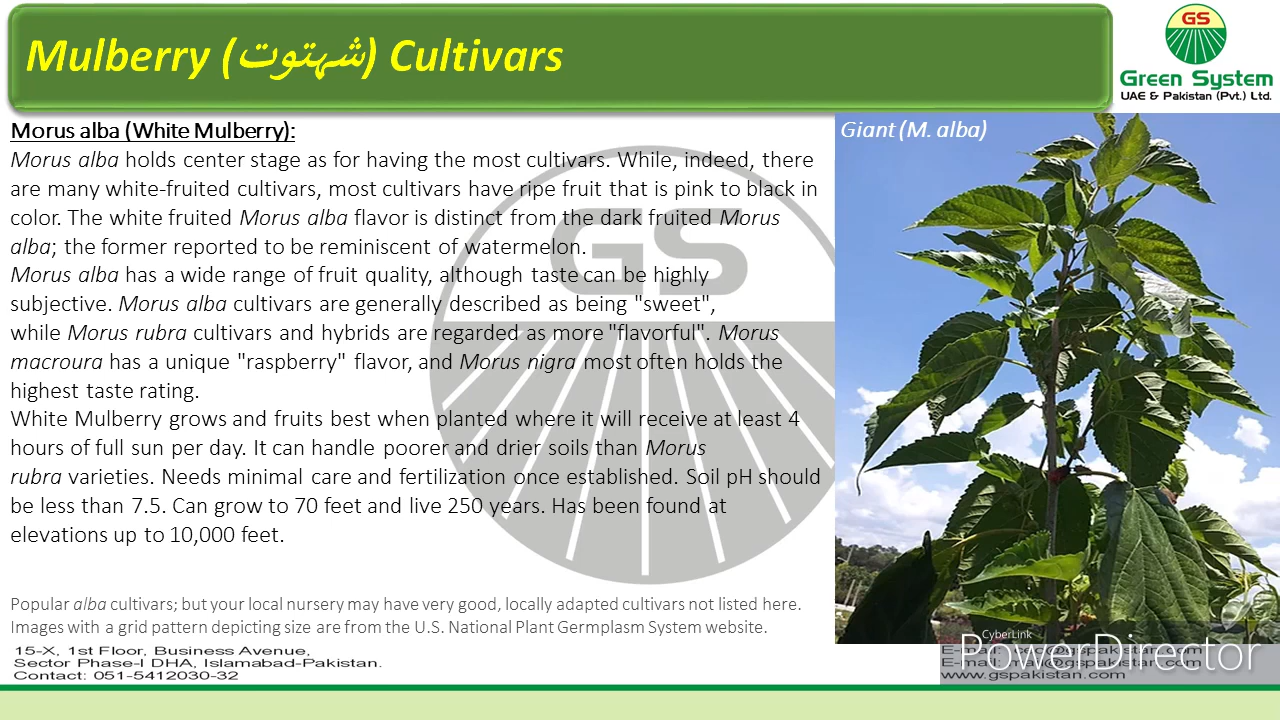 Mulberry (شہتوت) Cultivars
GS
Green System
UAE & Pakistan (Pvt.) Ltd.
Morus alba (White Mulberry):
Morus alba holds center stage as for having the most cultivars. While, indeed, there
are many white-fruited cultivars, most cultivars have ripe fruit that is pink to black in
color. The white fruited Morus alba flavor is distinct from the dark fruited Morus
alba; the former reported to be reminiscent of watermelon.
Morus alba has a wide range of fruit quality, although taste can be highly
subjective. Morus alba cultivars are generally described as being "sweet",
while Morus rubra cultivars and hybrids are regarded as more "flavorful". Morus
macroura has a unique "raspberry" flavor, and Morus nigra most often holds the
highest taste rating.
White Mulberry grows and fruits best when planted where it will receive at least 4
hours of full sun per day. It can handle poorer and drier soils than Morus
rubra varieties. Needs minimal care and fertilization once established. Soil pH should
be less than 7.5. Can grow to 70 feet and live 250 years. Has been found at
elevations up to 10,000 feet.
GS
Giant (M. alba)
Popular alba cultivars; but your local nursery may have very good, locally adapted cultivars not listed here.
Images with a grid pattern depicting size are from the U.S. National Plant Germplasm System website.
15-X, 1st Floor, Business Avenue,
Sector Phase-I DHA, Islamabad-Pakistan.
Contact: 051-5412030-32
CyberLink
PowerDirector
E-mail: @gspakistan.com
E-mail: @gspakistan.com
www.gspakistan.com